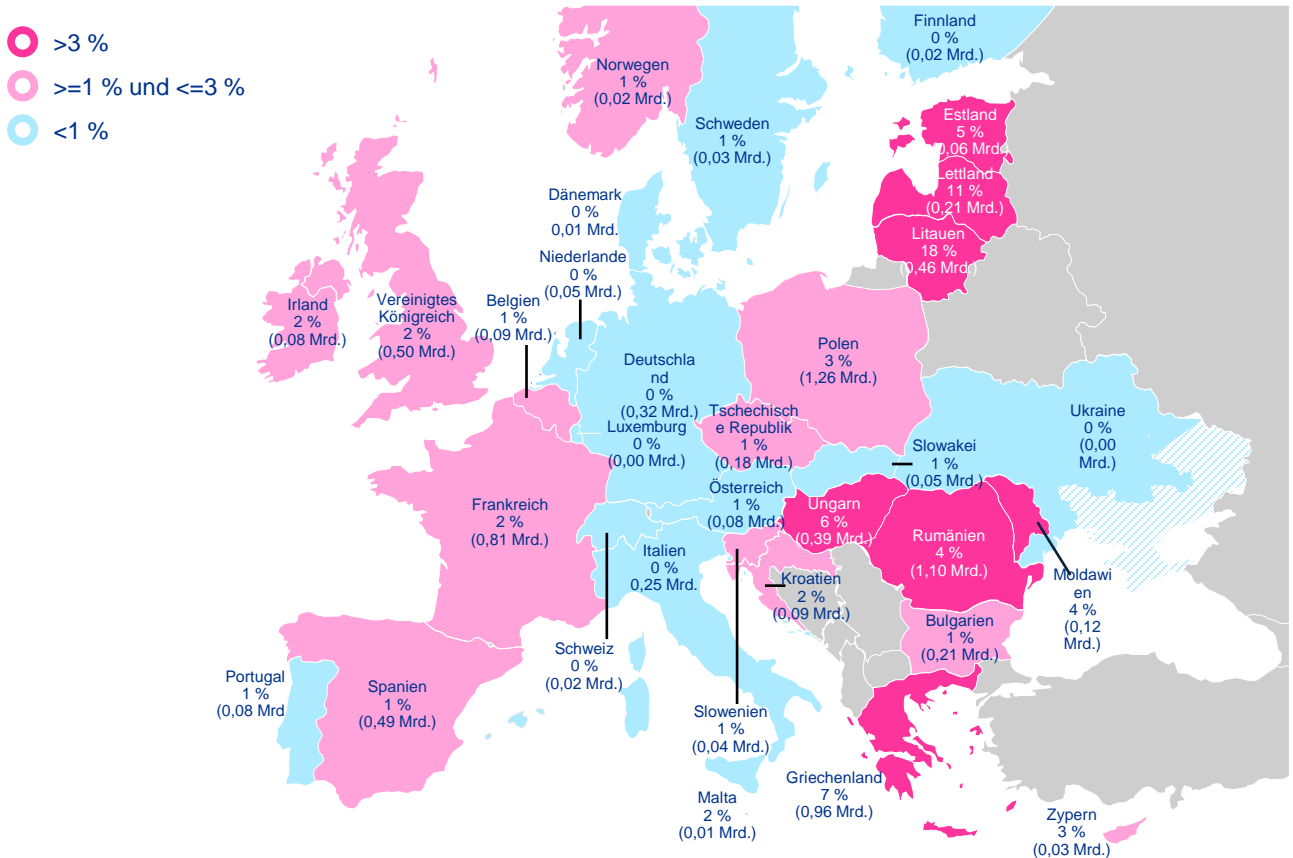 >3 %
>=1 % und <=3 %
<1 %
Finnland
0 %
(0,02 Mrd.)
Norwegen
1 %
(0,02 Mrd.)
Schweden
1 %
(0,03 Mrd.)
Estland
5 %
(0,06 Mrd.)
Lettland
11 %
(0,21 Mrd.)
Litauen
18 %
(0,46 Mrd.)
Dänemark
0 %
0,01 Mrd.
Niederlande
0 %
(0,05 Mrd.)
Belgien
1 %
(0,09 Mrd.)
Irland
2 %
(0,08 Mrd.)
Vereinigtes
Königreich
2 %
(0,50 Mrd.)
Deutschla
nd
0 %
(0,32 Mrd.)
Luxemburg
0 %
(0,00 Mrd.)
Polen
3 %
(1,26 Mrd.)
Tschechisch
e Republik
1 %
(0,18 Mrd.)
Ukraine
0 %
(0,00
Mrd.)
Slowakei
1 %
(0,05 Mrd.)
Österreich
1 %
(0,08 Mrd.)
Frankreich
2 %
(0,81 Mrd.)
Ungarn
6 %
(0,39 Mrd.)
Rumänien
4 %
(1,10 Mrd.)
Italien
0 %
0,25 Mrd.
Kroatien
2 %
(0,09 Mrd.)
Moldawi
en
4 %
(0,12
Mrd.)
Bulgarien
1 %
(0,21 Mrd.)
Schweiz
0 %
(0,02 Mrd.)
Portugal
1 %
(0,08 Mrd
Spanien
1 %
(0,49 Mrd.)
Slowenien
1 %
(0,04 Mrd.)
Griechenland
7 %
(0,96 Mrd.)
Malta
2 %
(0,01 Mrd.)
Zypern
3 %
(0,03 Mrd.)